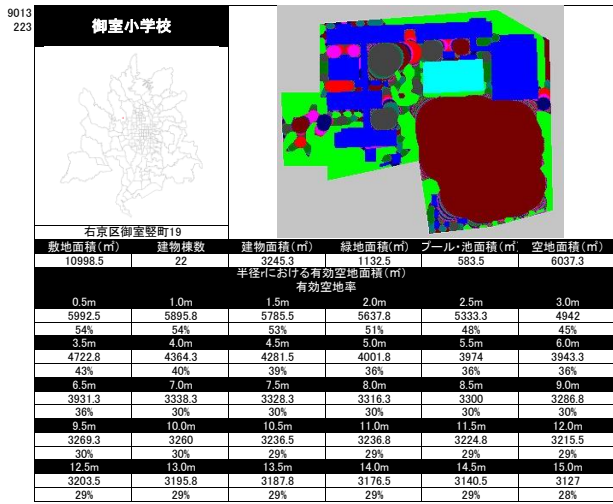 9013
223
御室小学校
右京区御室竪町19
敷地面積(㎡) 建物棟数 建物面積(㎡) 緑地面積(㎡) プール・池面積(㎡) 空地面積(㎡)
10998.5 22 3245.3 1132.5 583.5 6037.3
半径rにおける有効空地面積(㎡)
有効空地率
0.5m 1.0m 1.5m 2.0m 2.5m 3.0m
5992.5 5895.8 5785.5 5637.8 5333.3 4942
54% 54% 53% 51% 48% 45%
3.5m 4.0m 4.5m 5.0m 5.5m 6.0m
4722.8 4364.3 4281.5 4001.8 3974 3943.3
43% 40% 39% 36% 36% 36%
6.5m 7.0m 7.5m 8.0m 8.5m 9.0m
3931.3 3338.3 3328.3 3316.3 3300 3286.8
36% 30% 30% 30% 30% 30%
9.5m 10.0m 10.5m 11.0m 11.5m 12.0m
3269.3 3260 3236.5 3236.8 3224.8 3215.5
30% 30% 29% 29% 29% 29%
12.5m 13.0m 13.5m 14.0m 14.5m 15.0m
3203.5 3195.8 3187.8 3176.5 3140.5 3127
29% 29% 29% 29% 29% 28%